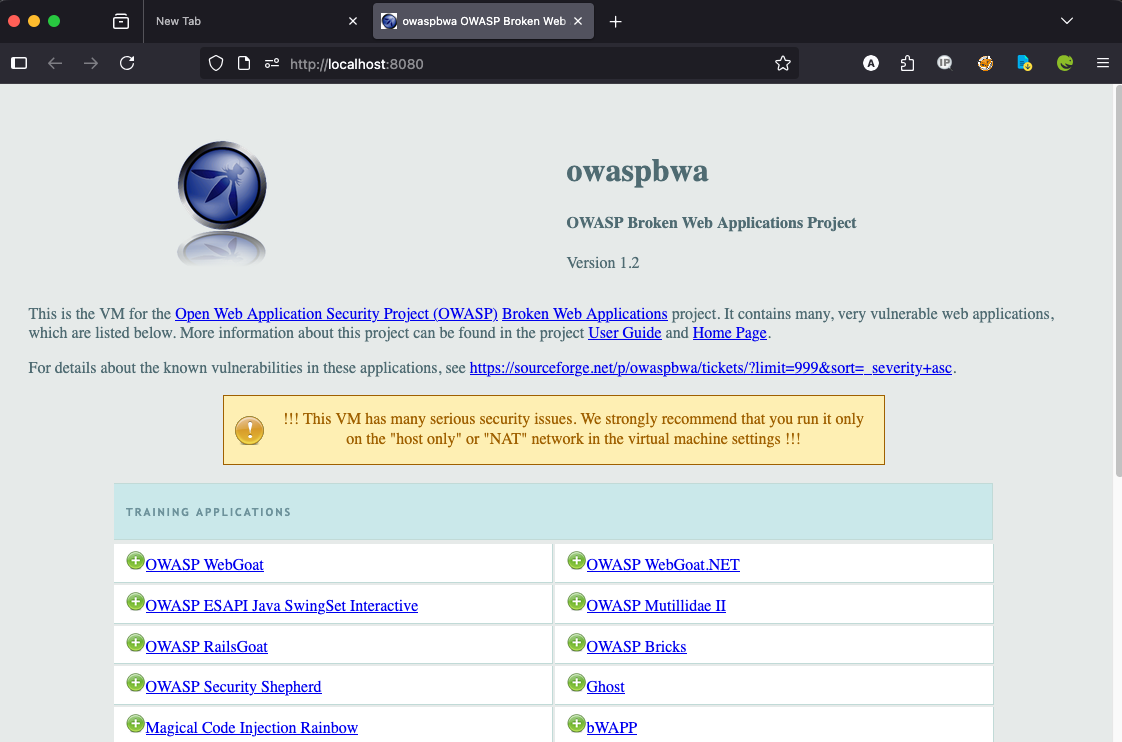 New Tab
owaspbwa OWASP Broken Web
http://localhost:8080
A
IP
owaspbwa
OWASP Broken Web Applications Project
Version 1.2
This is the VM for the Open Web Application Security Project (OWASP) Broken Web Applications project. It contains many, very vulnerable web applications,
which are listed below. More information about this project can be found in the project User Guide and Home Page.
For details about the known vulnerabilities in these applications, see https://sourceforge.net/p/owaspbwa/tickets/?limit=999&sort=_severity+asc.
!!! This VM has many serious security issues. We strongly recommend that you run it only
on the "host only" or "NAT" network in the virtual machine settings !!!
TRAINING APPLICATIONS
OWASP WebGoat
OWASP WebGoat.NET
OWASP ESAPI Java SwingSet Interactive
OWASP Mutillidae II
OWASP RailsGoat
OWASP Bricks
OWASP Security Shepherd
Ghost
Magical Code Injection Rainbow
bWAPP